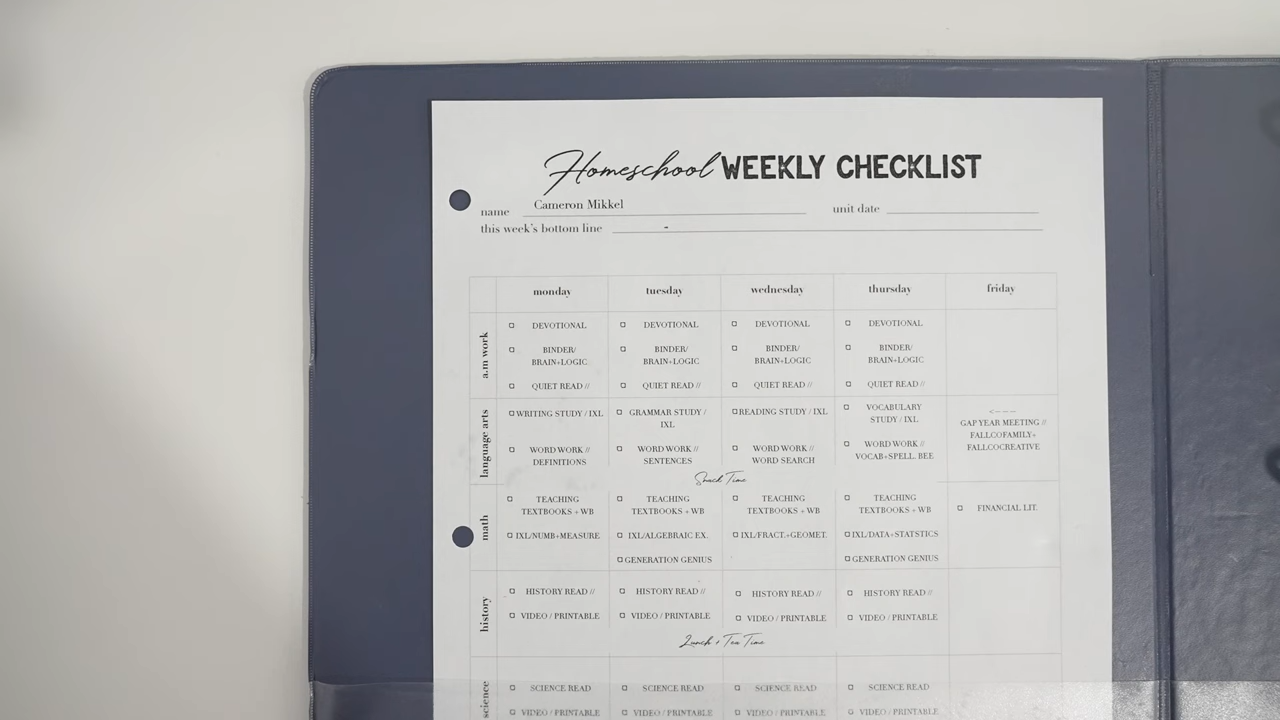 Homeschool WEEKLY CHECKLIST
name Cameron Mikkel unit date
this week's bottom line -
monday tuesday wednesday thursday friday
a.m work
DEVOTIONAL DEVOTIONAL DEVOTIONAL DEVOTIONAL
BINDER/ BINDER/ BINDER/ BINDER/
BRAIN+LOGIC BRAIN+LOGIC BRAIN+LOGIC BRAIN+LOGIC
QUIET READ // QUIET READ // QUIET READ // QUIET READ //
language arts
WRITING STUDY / IXL GRAMMAR STUDY / READING STUDY / IXL VOCABULARY <----
IXL STUDY / IXL GAP YEAR MEETING //
FALLCOFAMILY+
WORD WORK // WORD WORK // WORD WORK // WORD WORK // FALLCOCREATIVE
DEFINITIONS SENTENCES WORD SEARCH VOCAB+SPELL. BEE
Snack Time
math
TEACHING TEACHING TEACHING TEACHING
TEXTBOOKS + WB TEXTBOOKS + WB TEXTBOOKS + WB TEXTBOOKS + WB FINANCIAL LIT.
IXL/NUMB+MEASURE IXL/ALGEBRAIC EX. IXL/FRACT.+GEOMET. IXL/DATA+STATSTICS
GENERATION GENIUS GENERATION GENIUS
history
HISTORY READ // HISTORY READ // HISTORY READ // HISTORY READ //
VIDEO / PRINTABLE VIDEO / PRINTABLE VIDEO / PRINTABLE VIDEO / PRINTABLE
Lunch + Tea Time
science
SCIENCE READ SCIENCE READ SCIENCE READ SCIENCE READ
VIDEO / PRINTABLE VIDEO / PRINTABLE VIDEO / PRINTABLE VIDEO / PRINTABLE